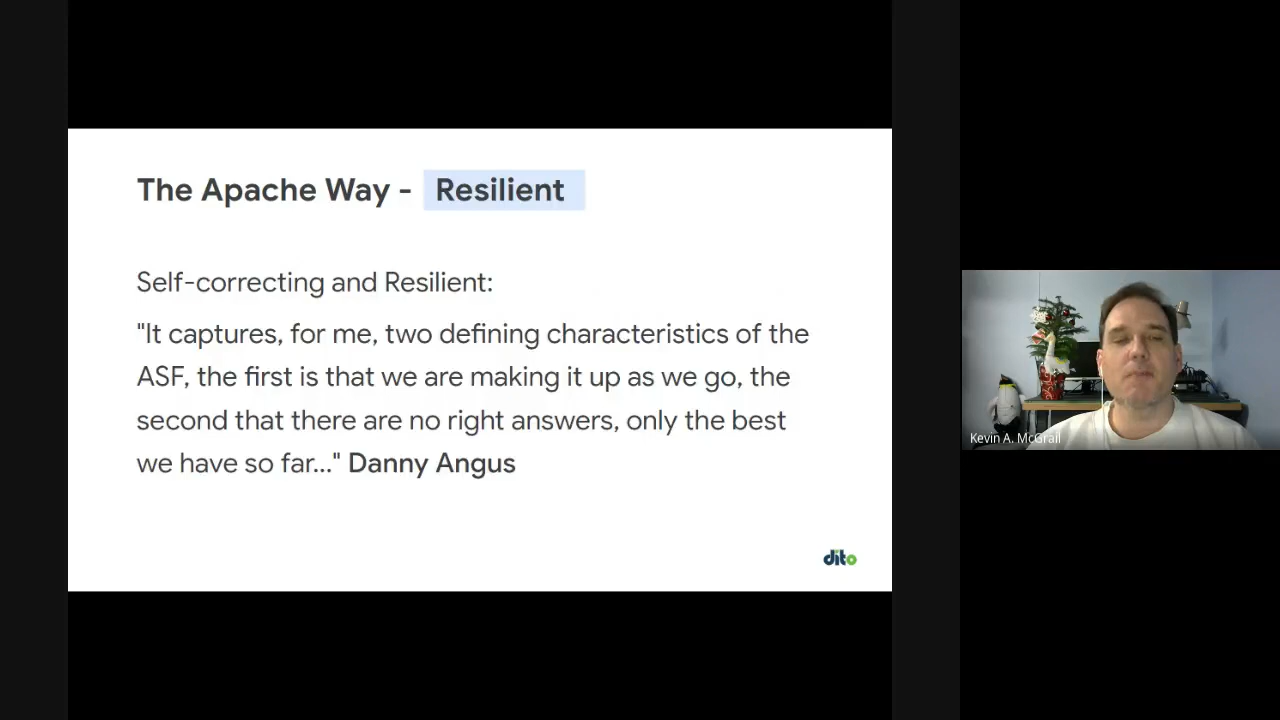 The Apache Way - Resilient
Self-correcting and Resilient:
"It captures, for me, two defining characteristics of the
ASF, the first is that we are making it up as we go, the
second that there are no right answers, only the best
we have so far..." Danny Angus
dito
Kevin A. McGrail